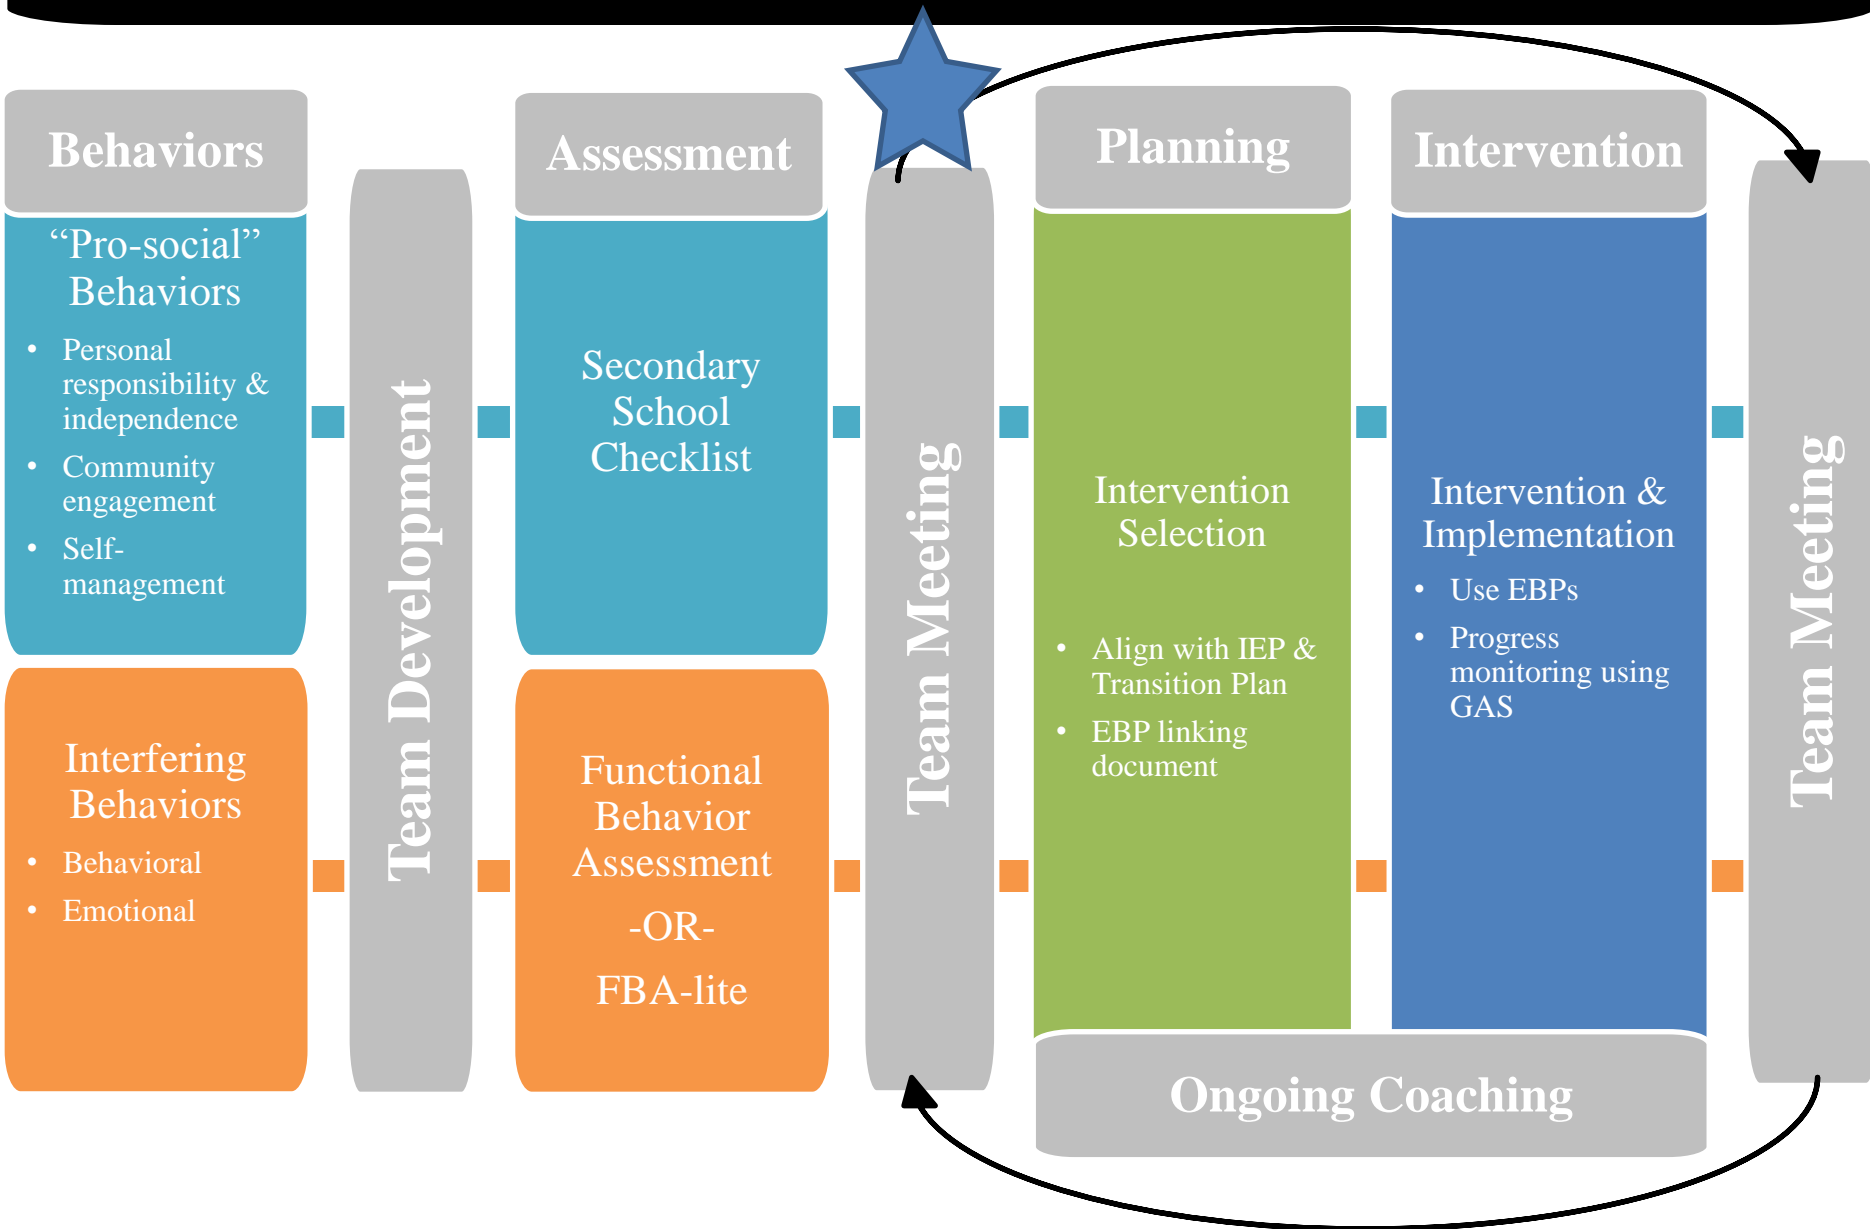 Behaviors
“Pro-social”
Behaviors
• Personal
responsibility &
independence
• Community
engagement
• Self-
management
Interfering
Behaviors
• Behavioral
• Emotional
Team Development
Assessment
Secondary
School
Checklist
Functional
Behavior
Assessment
-OR-
FBA-lite
Team Meeting
Planning
Intervention
Selection
• Align with IEP &
Transition Plan
• EBP linking
document
Intervention
Intervention &
Implementation
• Use EBPs
• Progress
monitoring using
GAS
Ongoing Coaching
Team Meeting